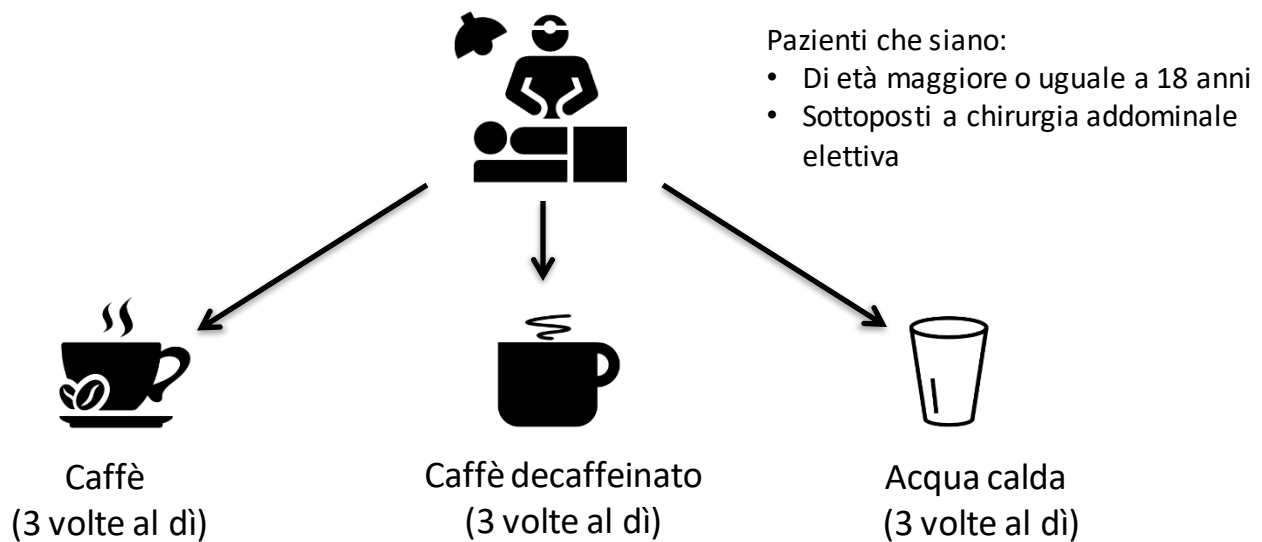 Pazienti che siano:
• Di età maggiore o uguale a 18 anni
• Sottoposti a chirurgia addominale
elettiva
Caffè
(3 volte al dì)
Caffè decaffeinato
(3 volte al dì)
Acqua calda
(3 volte al dì)